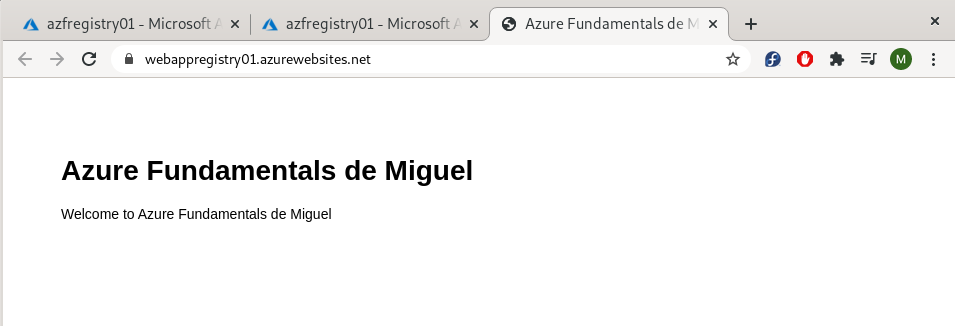 azfregistry01 - Microsoft A
azfregistry01 - Microsoft A
Azure Fundamentals de M
webappregistry01.azurewebsites.net
M
Azure Fundamentals de Miguel
Welcome to Azure Fundamentals de Miguel